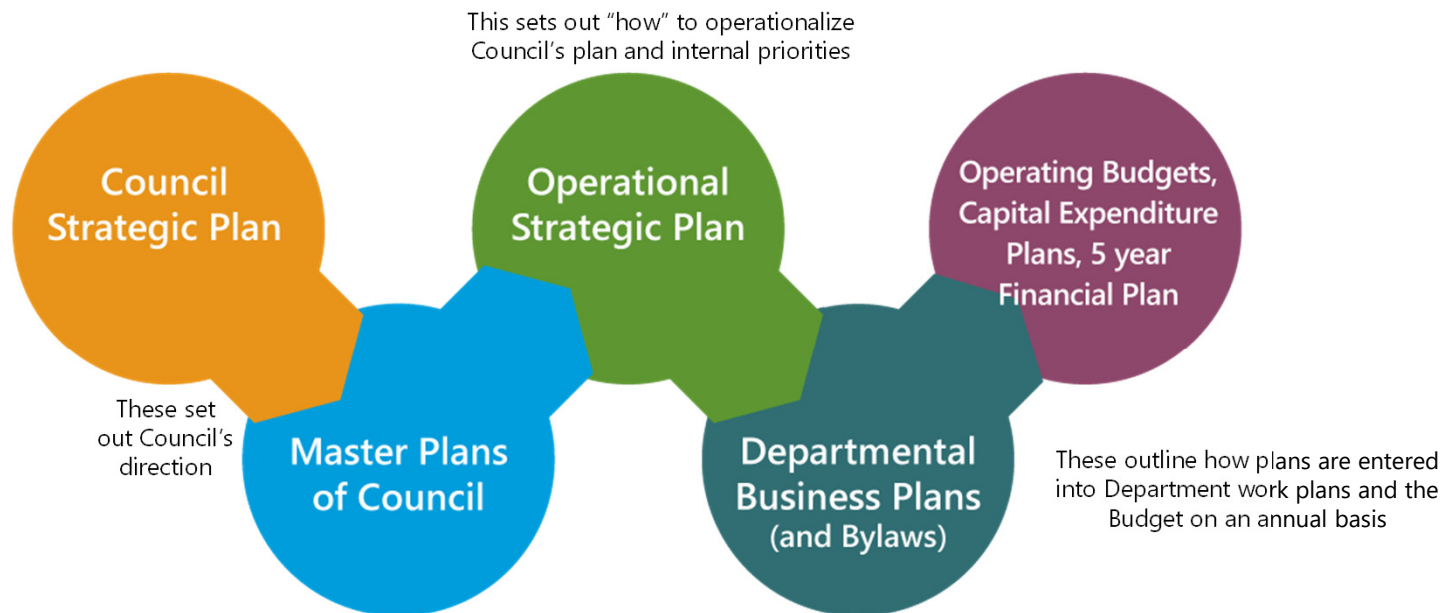 This sets out “how” to operationalize
Council’s plan and internal priorities
Council
Strategic Plan
Operational
Strategic Plan
Operating Budgets,
Capital Expenditure
Plans, 5 year
Financial Plan
These set
out Council’s
direction
Master Plans
of Council
Departmental
Business Plans
(and Bylaws)
These outline how plans are entered
into Department work plans and the
Budget on an annual basis